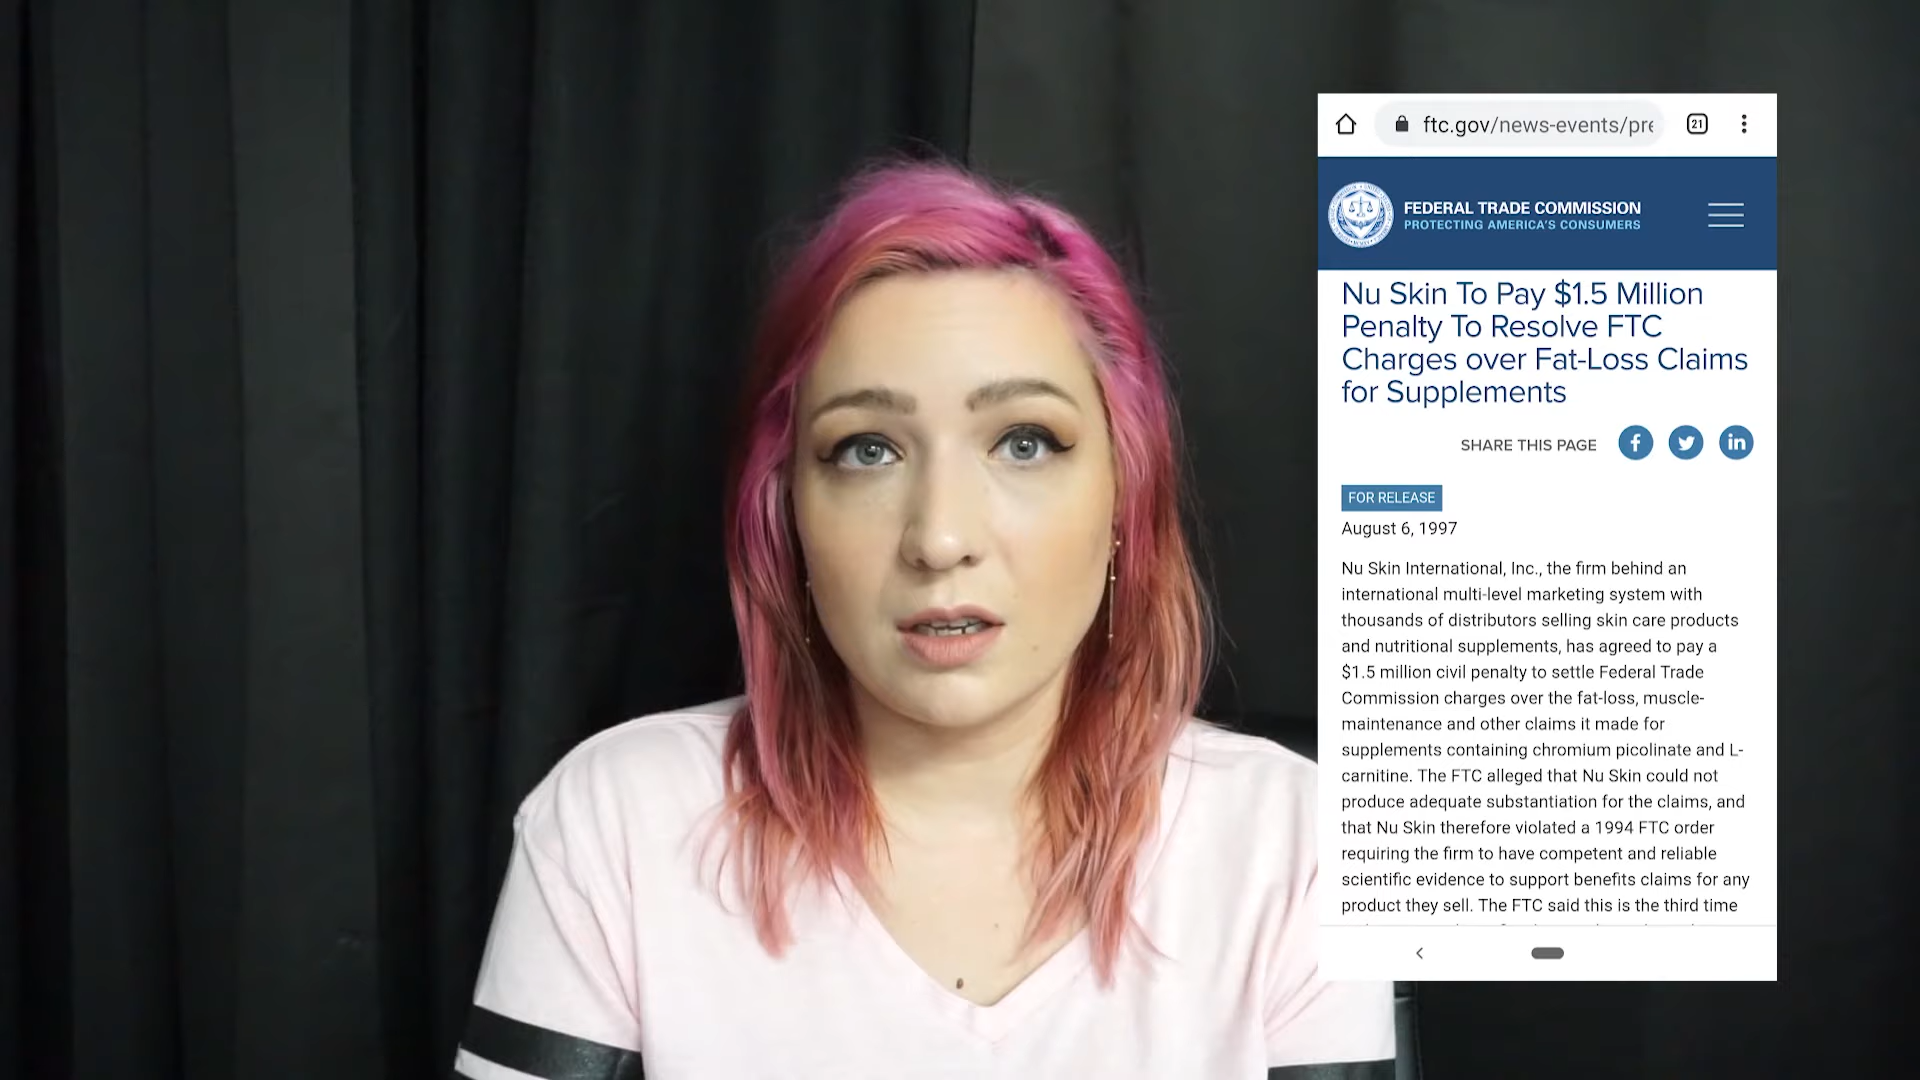 ftc.gov/news-events/pre
21
FEDERAL TRADE COMMISSION
PROTECTING AMERICA'S CONSUMERS
Nu Skin To Pay $1.5 Million
Penalty To Resolve FTC
Charges over Fat-Loss Claims
for Supplements
SHARE THIS PAGE
f
in
FOR RELEASE
August 6, 1997
Nu Skin International, Inc., the firm behind an
international multi-level marketing system with
thousands of distributors selling skin care products
and nutritional supplements, has agreed to pay a
$1.5 million civil penalty to settle Federal Trade
Commission charges over the fat-loss, muscle-
maintenance and other claims it made for
supplements containing chromium picolinate and L-
carnitine. The FTC alleged that Nu Skin could not
produce adequate substantiation for the claims, and
that Nu Skin therefore violated a 1994 FTC order
requiring the firm to have competent and reliable
scientific evidence to support benefits claims for any
product they sell. The FTC said this is the third time